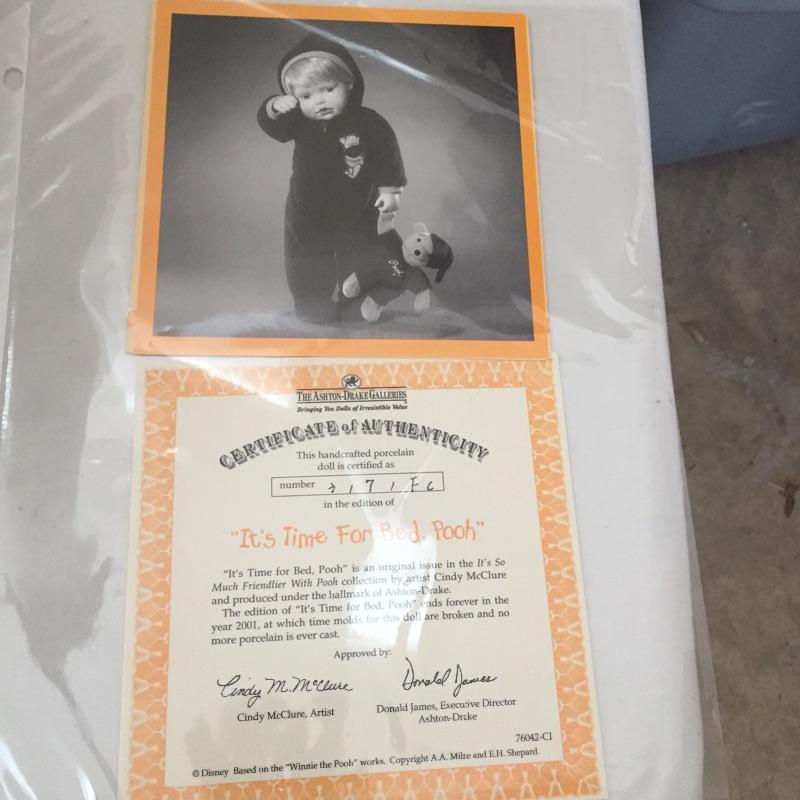 Pooh
THE ASHTON-DRAKE GALLERIES
Bringing You Dolls of Irresistible Value
CERTIFICATE of AUTHENTICITY
This handcrafted porcelain
doll is certified as
number 3171FC
in the edition of
"It's Time For Bed, Pooh"
"It's Time for Bed, Pooh" is an original issue in the It's So
Much Friendlier With Pooh collection by artist Cindy McClure
and produced under the hallmark of Ashton-Drake.
The edition of "It's Time for Bed, Pooh" ends forever in the
year 2001, at which time molds for this doll are broken and no
more porcelain is ever cast.
Approved by:
Cindy M. McClure
Donald James
Cindy McClure, Artist
Donald James, Executive Director
Ashton-Drake
76042-CI
© Disney Based on the "Winnie the Pooh" works. Copyright A.A. Milne and E.H. Shepard.